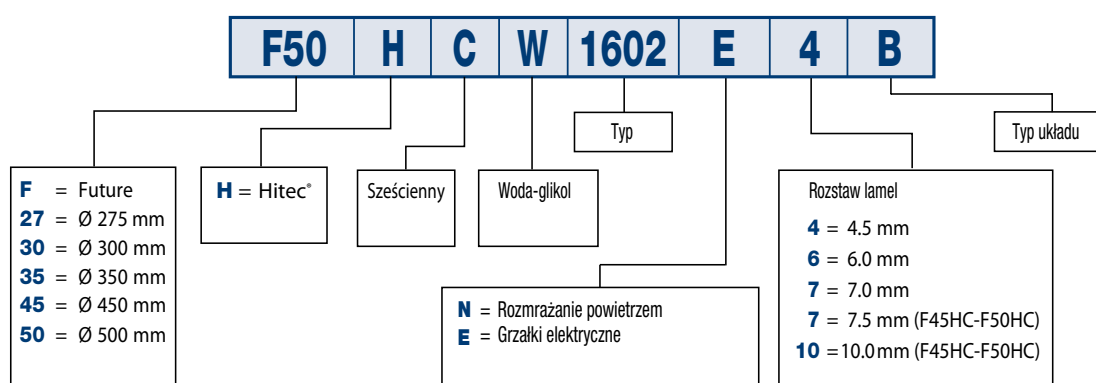 F50 H C W 1602 E 4 B
Typ
Typ układu
F = Future
27 = Ø 275 mm
30 = Ø 300 mm
35 = Ø 350 mm
45 = Ø 450 mm
50 = Ø 500 mm
H = Hitec®
Sześcienny
Woda-glikol
N = Rozmrażanie powietrzem
E = Grzałki elektryczne
Rozstaw lamel
4 = 4.5 mm
6 = 6.0 mm
7 = 7.0 mm
7 = 7.5 mm (F45HC-F50HC)
10 =10.0mm (F45HC-F50HC)